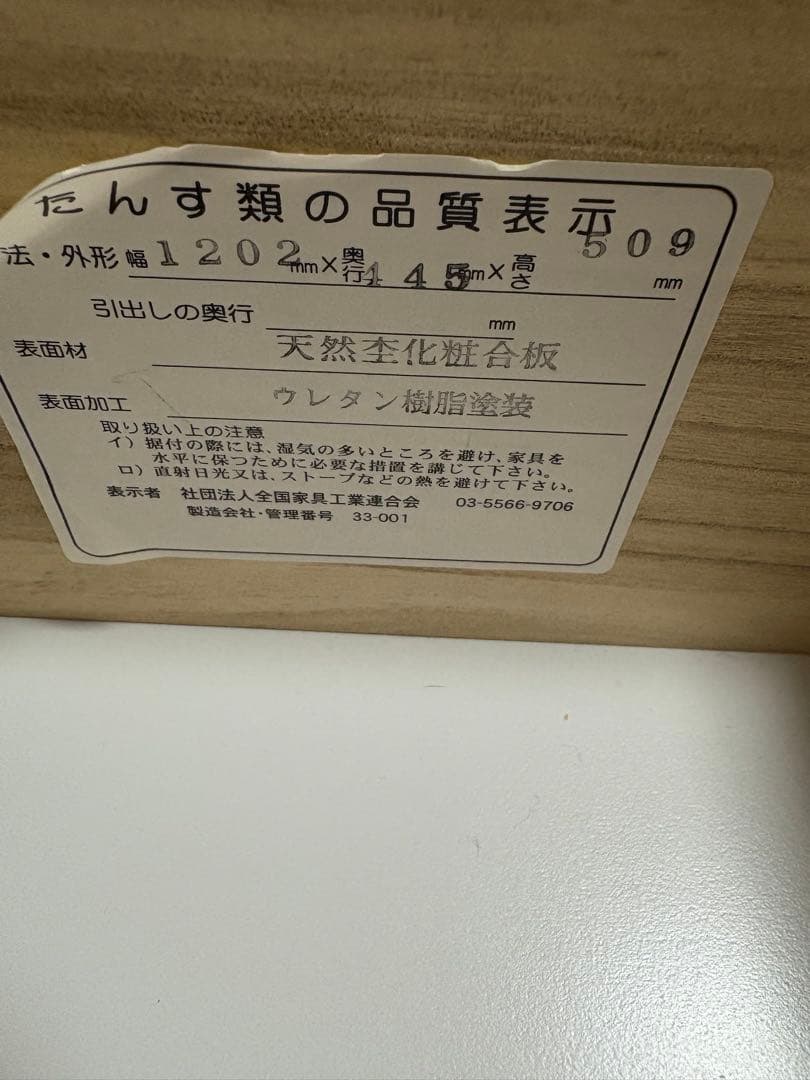 たんす類の品質表示
法・外形 幅 1202 mm × 奥行 445 mm × 高さ 509 mm
引出しの奥行 mm
表面材 天然杢化粧合板
表面加工 ウレタン樹脂塗装
取り扱い上の注意
イ）据付の際には、湿気の多いところを避け、家具を
水平に保つために必要な措置を講じて下さい。
ロ）直射日光又は、ストーブなどの熱を避けて下さい。
表示者 社団法人全国家具工業連合会 03-5566-9706
製造会社・管理番号 33-001